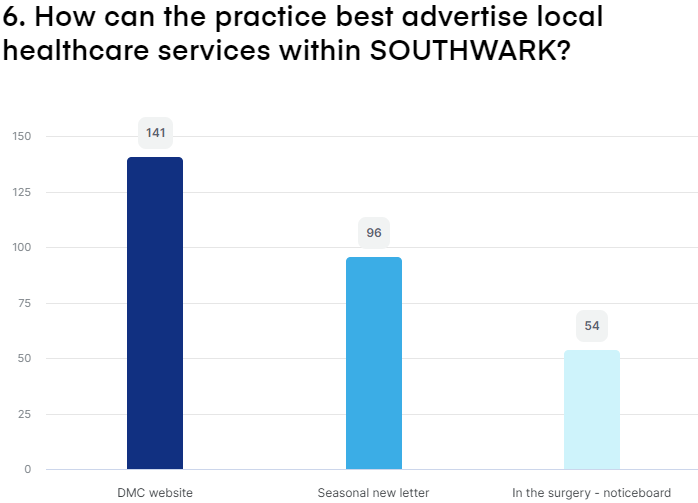 6. How can the practice best advertise local
healthcare services within SOUTHWARK?
150
125
100
75
50
25
0
141
96
54
DMC website
Seasonal new letter
In the surgery - noticeboard